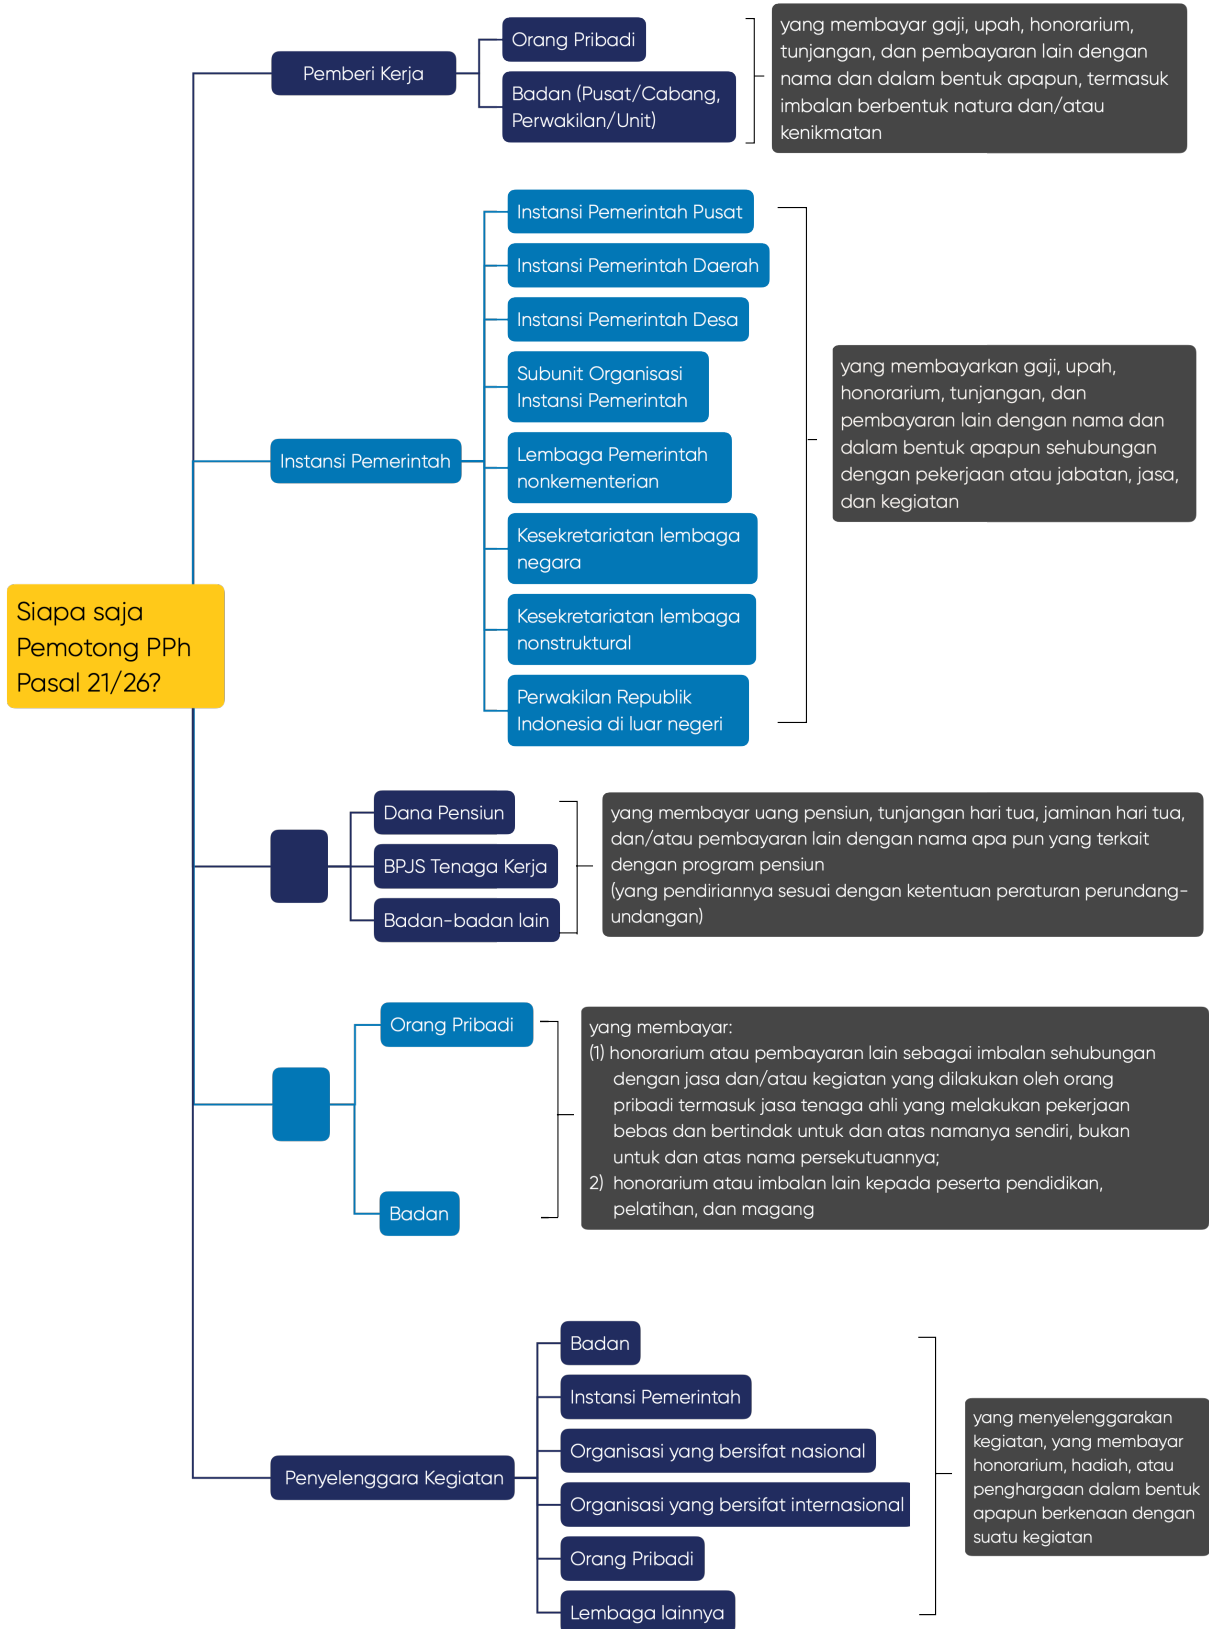 Siapa saja
Pemotong PPh
Pasal 21/26?
Pemberi Kerja
Orang Pribadi
Badan (Pusat/Cabang,
Perwakilan/Unit)
yang membayar gaji, upah, honorarium,
tunjangan, dan pembayaran lain dengan
nama dan dalam bentuk apapun, termasuk
imbalan berbentuk natura dan/atau
kenikmatan
Instansi Pemerintah
Instansi Pemerintah Pusat
Instansi Pemerintah Daerah
Instansi Pemerintah Desa
Subunit Organisasi
Instansi Pemerintah
Lembaga Pemerintah
nonkementerian
Kesekretariatan lembaga
negara
Kesekretariatan lembaga
nonstruktural
Perwakilan Republik
Indonesia di luar negeri
yang membayarkan gaji, upah,
honorarium, tunjangan, dan
pembayaran lain dengan nama dan
dalam bentuk apapun sehubungan
dengan pekerjaan atau jabatan, jasa,
dan kegiatan
Dana Pensiun
BPJS Tenaga Kerja
Badan-badan lain
yang membayar uang pensiun, tunjangan hari tua, jaminan hari tua,
dan/atau pembayaran lain dengan nama apa pun yang terkait
dengan program pensiun
(yang pendiriannya sesuai dengan ketentuan peraturan perundang-
undangan)
Orang Pribadi
Badan
yang membayar:
(1) honorarium atau pembayaran lain sebagai imbalan sehubungan
dengan jasa dan/atau kegiatan yang dilakukan oleh orang
pribadi termasuk jasa tenaga ahli yang melakukan pekerjaan
bebas dan bertindak untuk dan atas namanya sendiri, bukan
untuk dan atas nama persekutuannya;
2) honorarium atau imbalan lain kepada peserta pendidikan,
pelatihan, dan magang
Penyelenggara Kegiatan
Badan
Instansi Pemerintah
Organisasi yang bersifat nasional
Organisasi yang bersifat internasional
Orang Pribadi
Lembaga lainnya
yang menyelenggarakan
kegiatan, yang membayar
honorarium, hadiah, atau
penghargaan dalam bentuk
apapun berkenaan dengan
suatu kegiatan